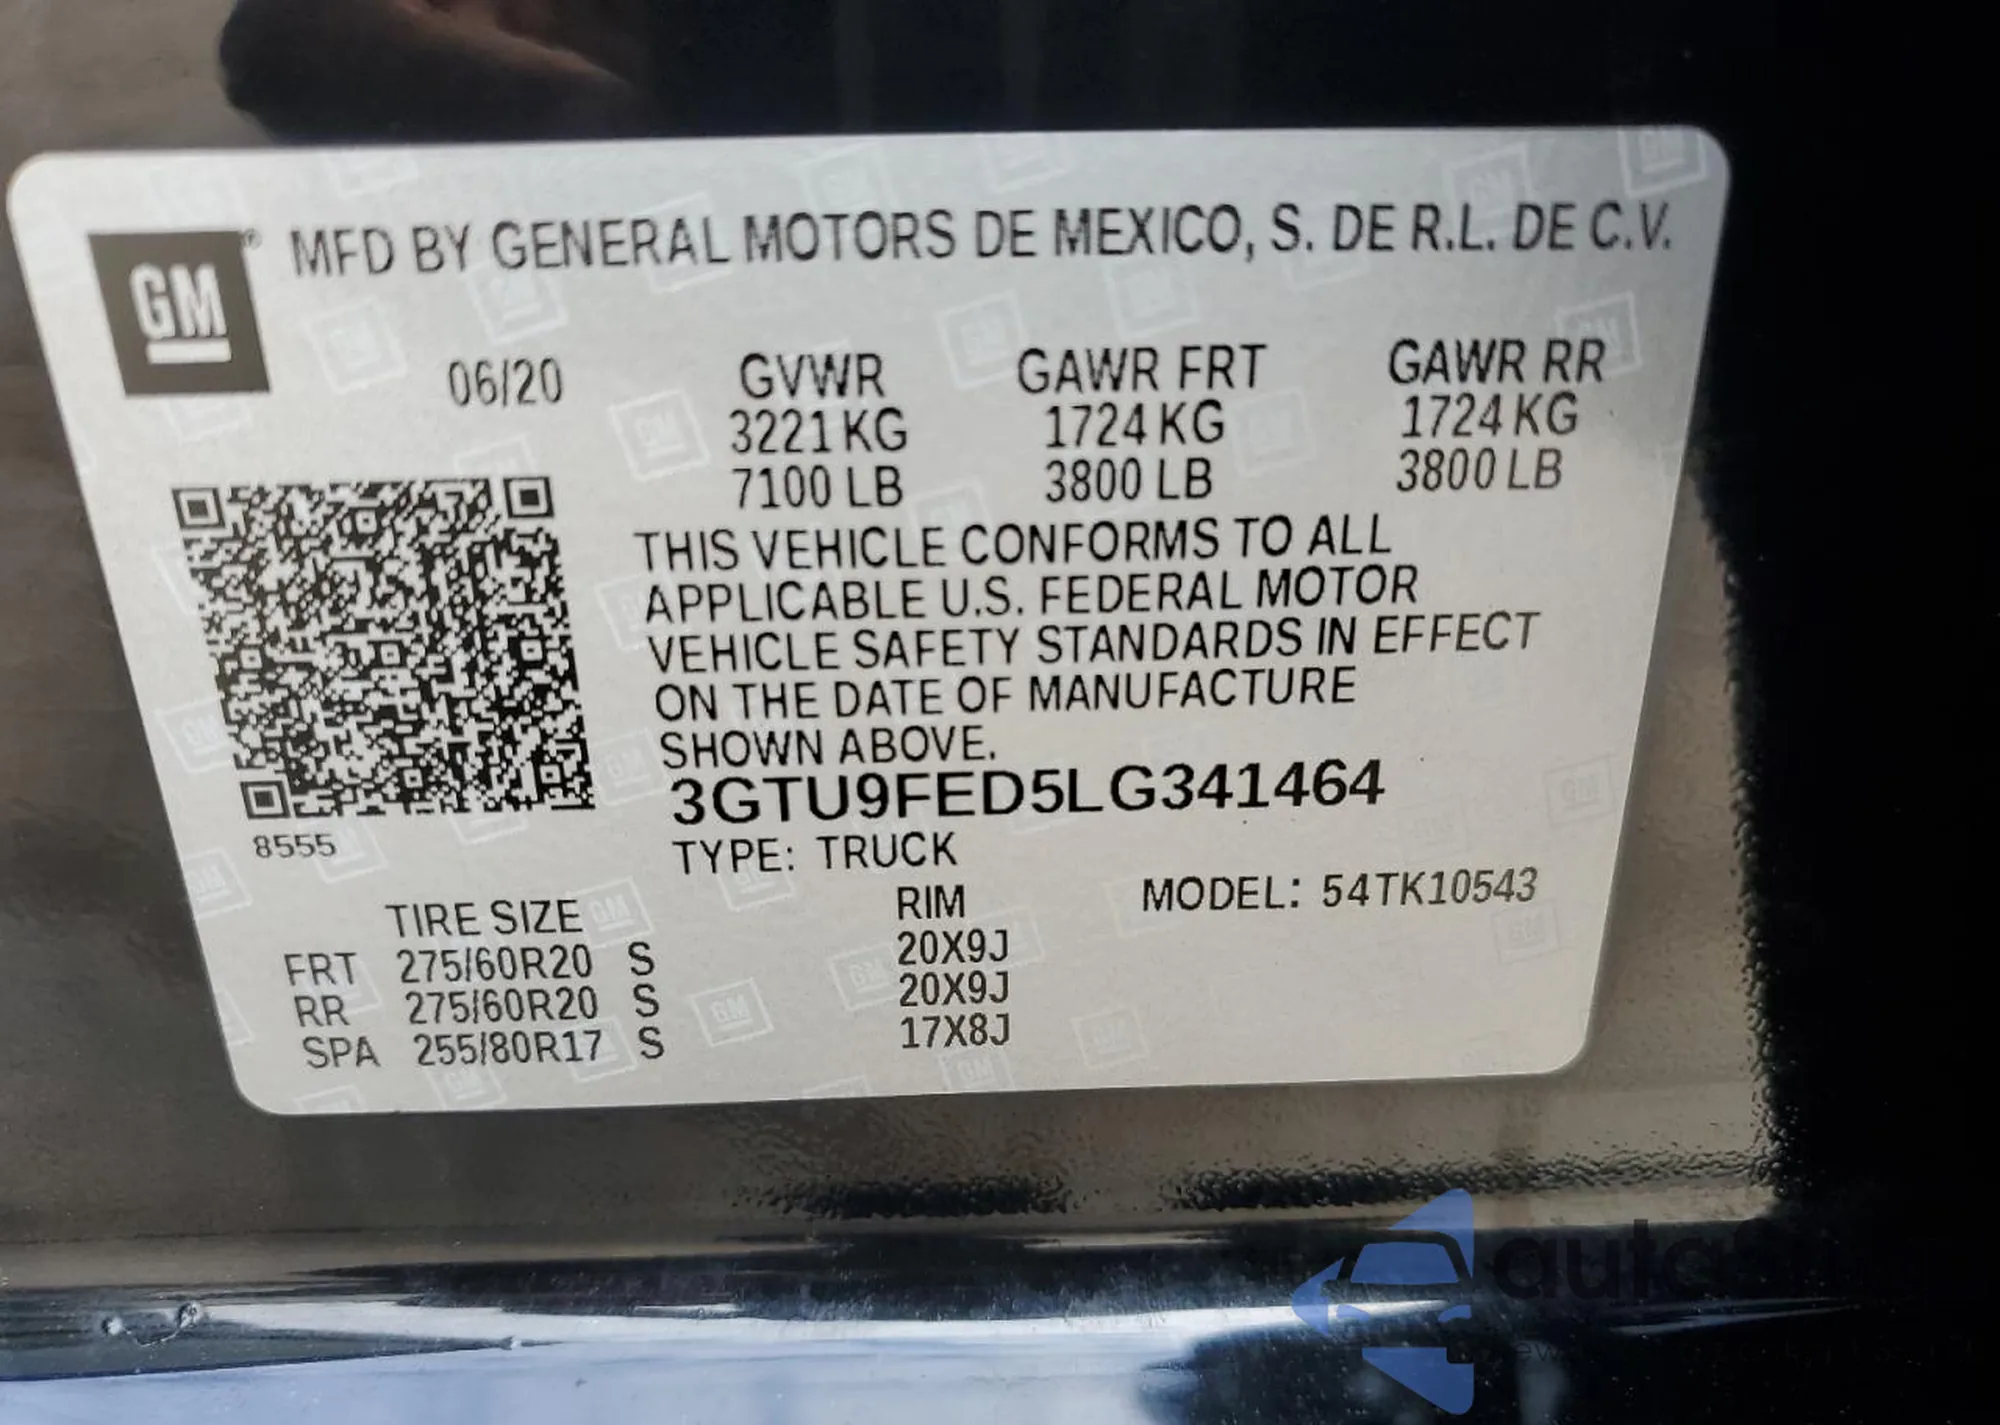 GM® MFD BY GENERAL MOTORS DE MEXICO, S. DE R.L. DE C.V.
06/20 GVWR GAWR FRT GAWR RR
3221 KG 1724 KG 1724 KG
7100 LB 3800 LB 3800 LB
THIS VEHICLE CONFORMS TO ALL
APPLICABLE U.S. FEDERAL MOTOR
VEHICLE SAFETY STANDARDS IN EFFECT
ON THE DATE OF MANUFACTURE
SHOWN ABOVE.
3GTU9FED5LG341464
8555
TYPE: TRUCK
TIRE SIZE RIM MODEL: 54TK10543
FRT 275/60R20 S 20X9J
RR 275/60R20 S 20X9J
SPA 255/80R17 S 17X8J